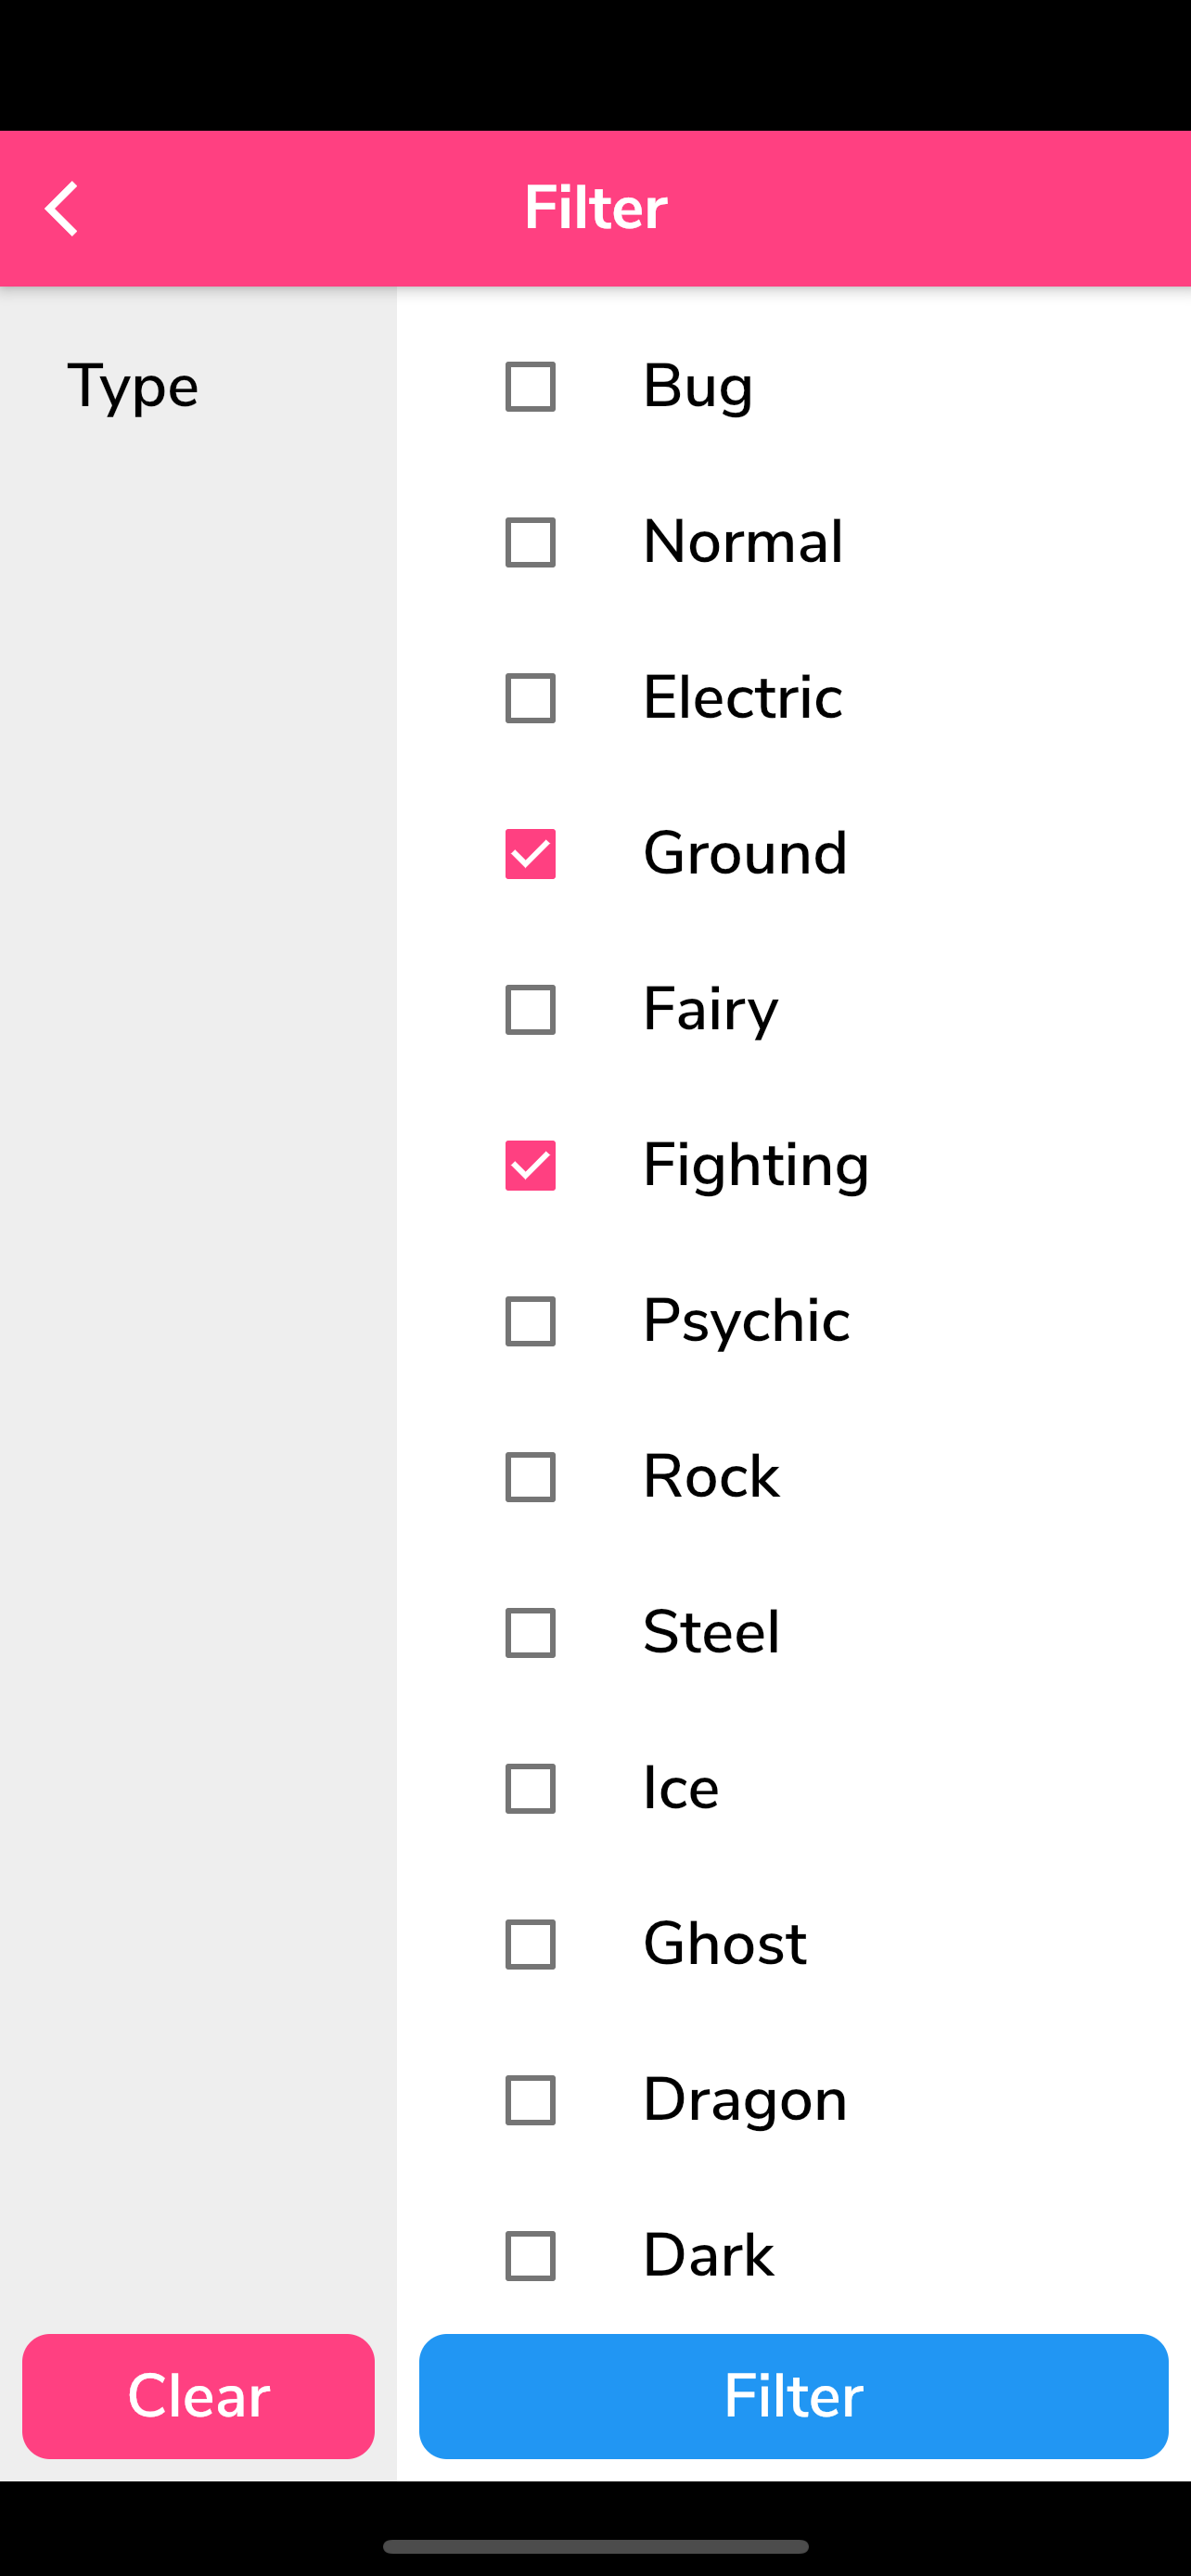 Filter
Type
Bug
Normal
Electric
Ground
Fairy
Fighting
Psychic
Rock
Steel
Ice
Ghost
Dragon
Dark
Clear
Filter